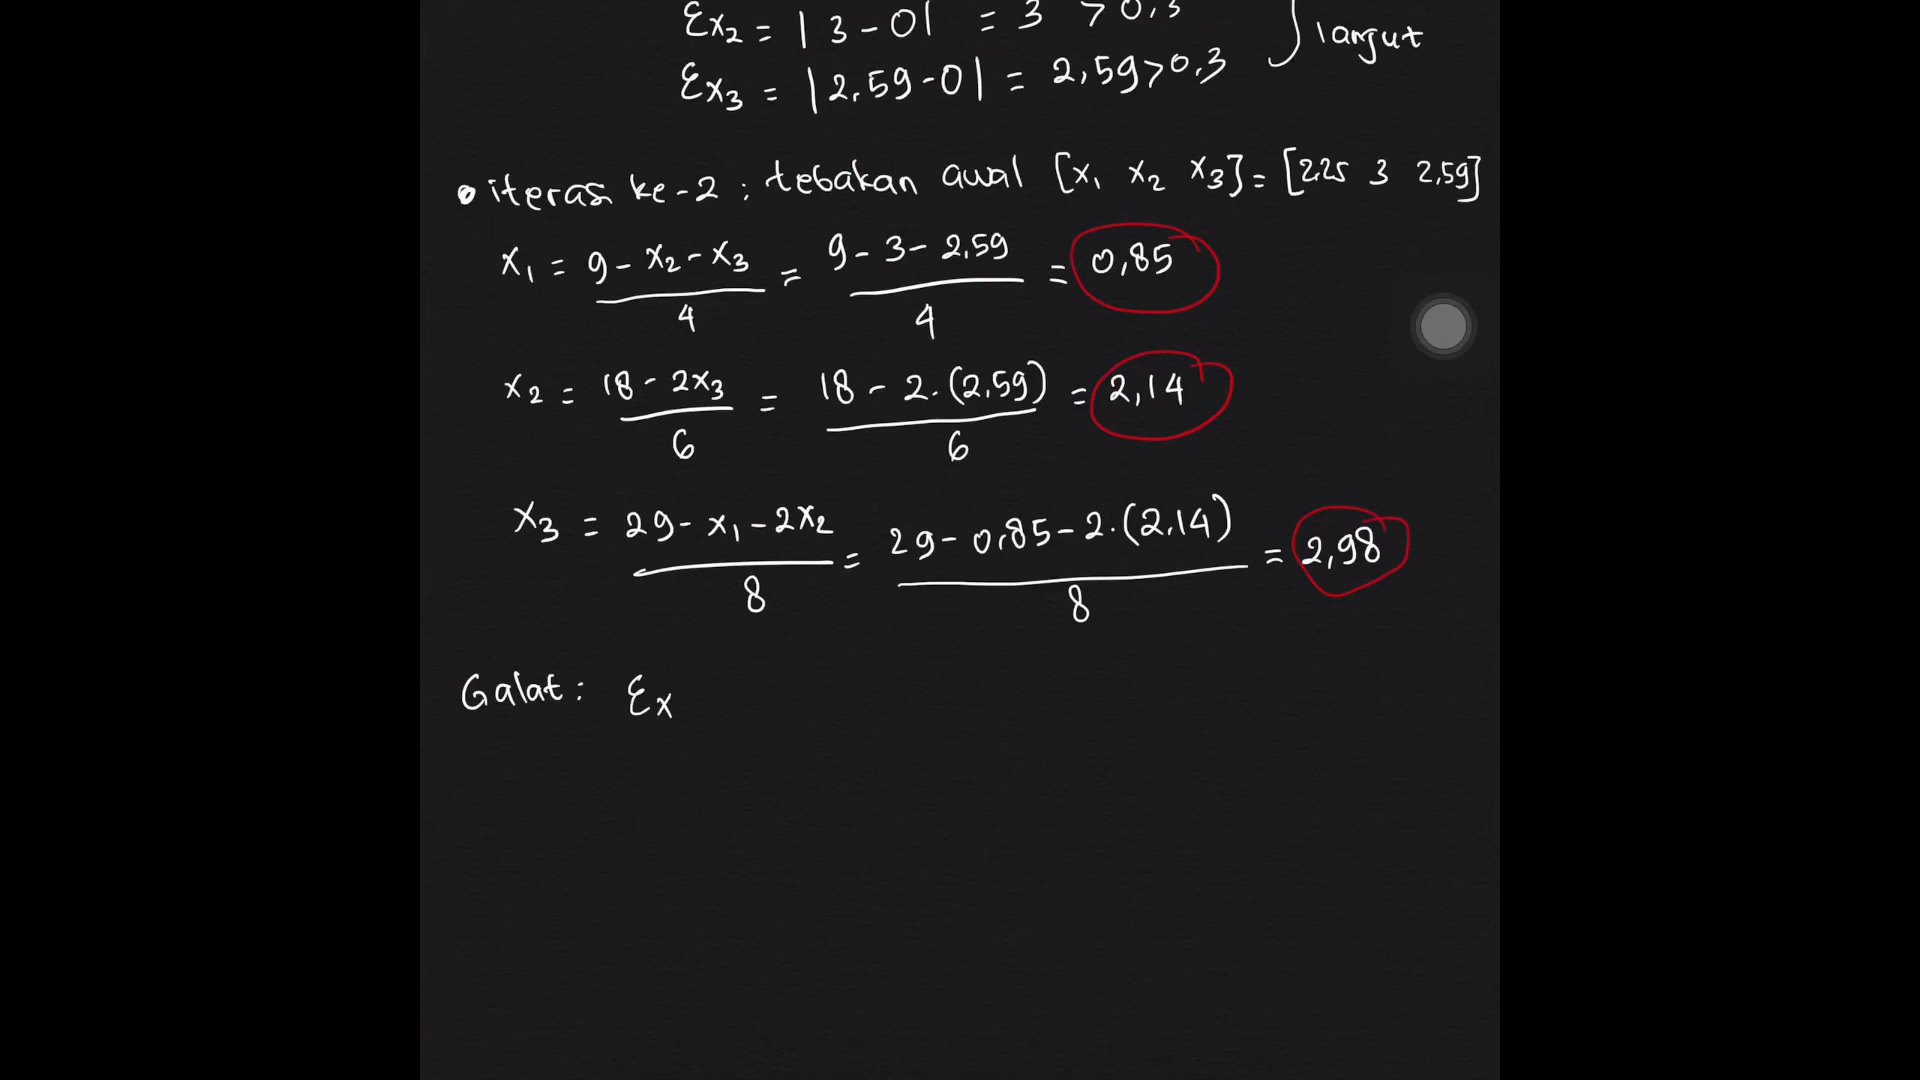 Ɛx₂ = |3-0| = 3 > 0,3
Ɛx₃ = |2.59-0| = 2,59>0.3 } lanjut
• iterasi ke-2 : tebakan awal [x₁ x₂ x₃] = [2.25 3 2,59]
x₁ = (9 - x₂ - x₃)/4 = (9 - 3 - 2.59)/4 = 0,85
x₂ = (18 - 2x₃)/6 = (18 - 2.(2.59))/6 = 2,14
x₃ = (29 - x₁ - 2x₂)/8 = (29 - 0,85 - 2.(2.14))/8 = 2,98
Galat : Ɛx